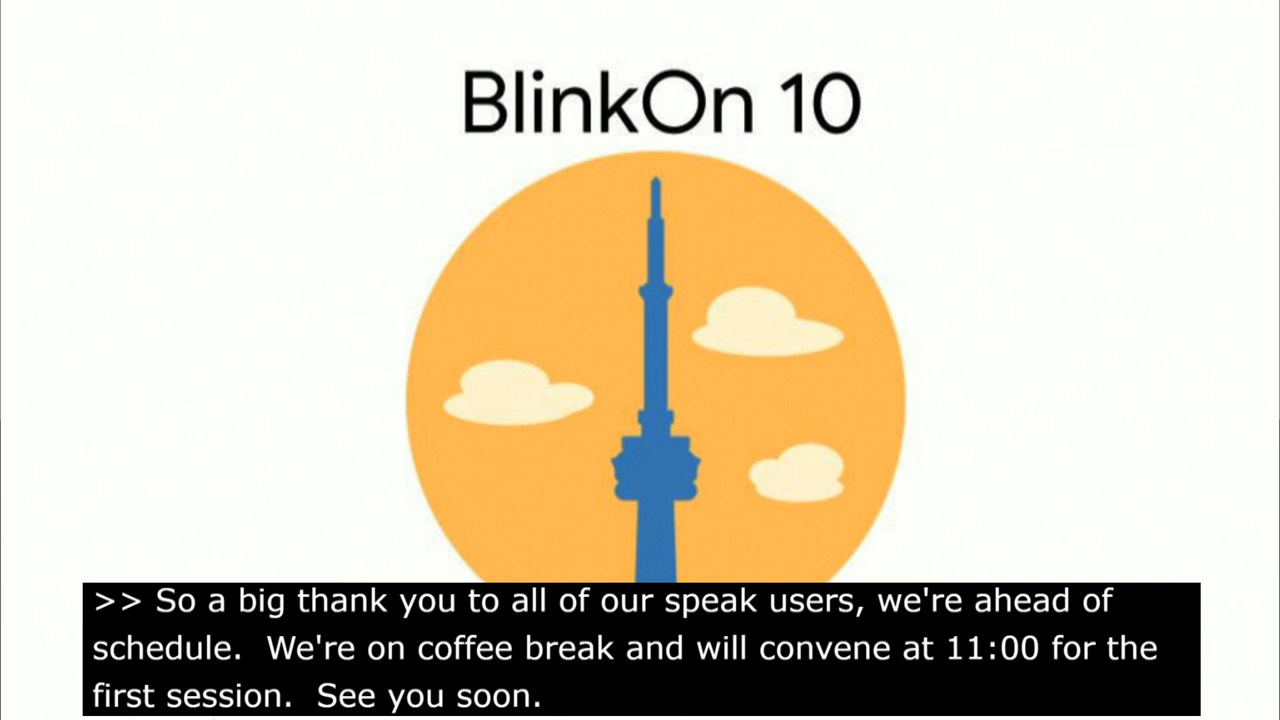 BlinkOn 10
>> So a big thank you to all of our speak users, we're ahead of
schedule.  We're on coffee break and will convene at 11:00 for the
first session.  See you soon.